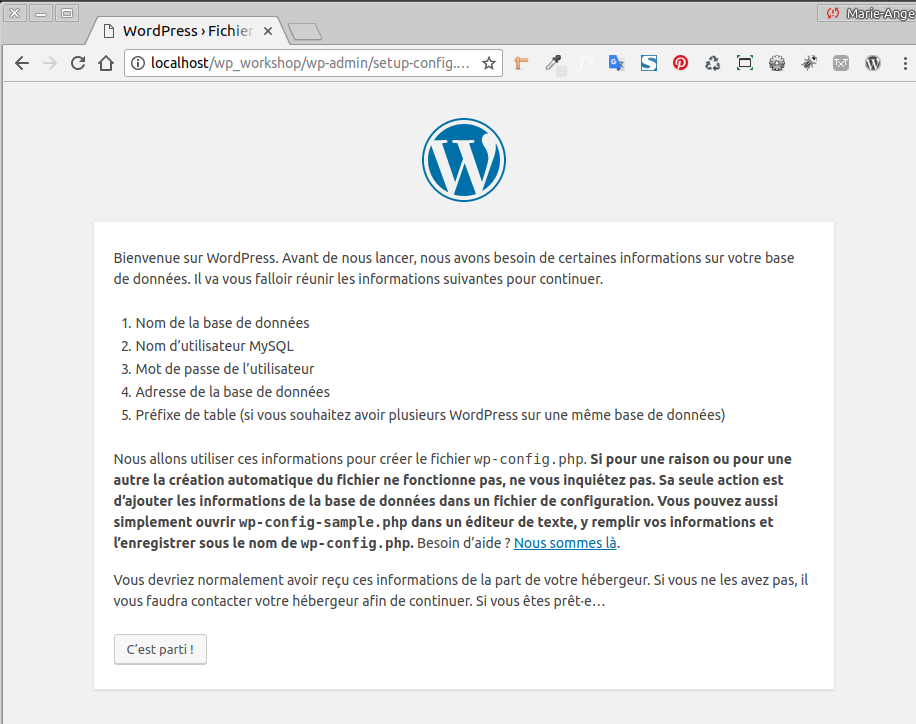 WordPress › Fichier
Marie-Ange
localhost/wp_workshop/wp-admin/setup-config.…
Bienvenue sur WordPress. Avant de nous lancer, nous avons besoin de certaines informations sur votre base
de données. Il va vous falloir réunir les informations suivantes pour continuer.
1. Nom de la base de données
2. Nom d’utilisateur MySQL
3. Mot de passe de l’utilisateur
4. Adresse de la base de données
5. Préfixe de table (si vous souhaitez avoir plusieurs WordPress sur une même base de données)
Nous allons utiliser ces informations pour créer le fichier wp-config.php. Si pour une raison ou pour une
autre la création automatique du fichier ne fonctionne pas, ne vous inquiétez pas. Sa seule action est
d’ajouter les informations de la base de données dans un fichier de configuration. Vous pouvez aussi
simplement ouvrir wp-config-sample.php dans un éditeur de texte, y remplir vos informations et
l’enregistrer sous le nom de wp-config.php. Besoin d’aide ? Nous sommes là.
Vous devriez normalement avoir reçu ces informations de la part de votre hébergeur. Si vous ne les avez pas, il
vous faudra contacter votre hébergeur afin de continuer. Si vous êtes prêt·e…
C’est parti !